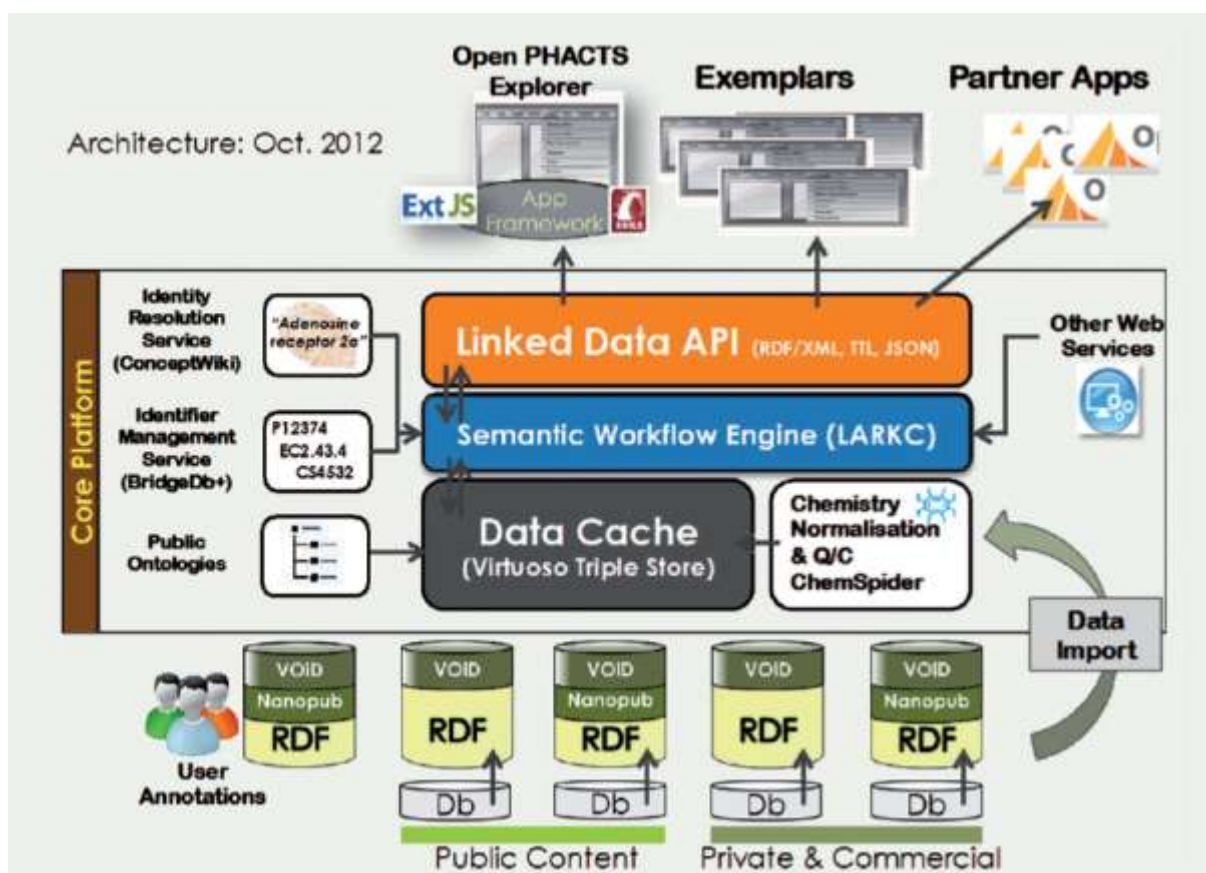 Open PHACTS
Explorer
Exemplars
Partner Apps
Architecture: Oct. 2012
Ext JS
App
Framework
O
O
O
Core Platform
Identity
Resolution
Service
(ConceptWiki)
"Adenosine
receptor 2a"
Linked Data API (RDF/XML, TTL, JSON)
Other Web
Services
Identifier
Management
Service
(BridgeDb+)
P12374
EC2.43.4
CS4532
Semantic Workflow Engine (LARKC)
Public
Ontologies
Data Cache
(Virtuoso Triple Store)
Chemistry
Normalisation
& Q/C
ChemSpider
Data
Import
VOID
Nanopub
RDF
VOID
RDF
VOID
Nanopub
RDF
VOID
RDF
VOID
Nanopub
RDF
User
Annotations
Db
Db
Db
Db
Public Content
Private & Commercial